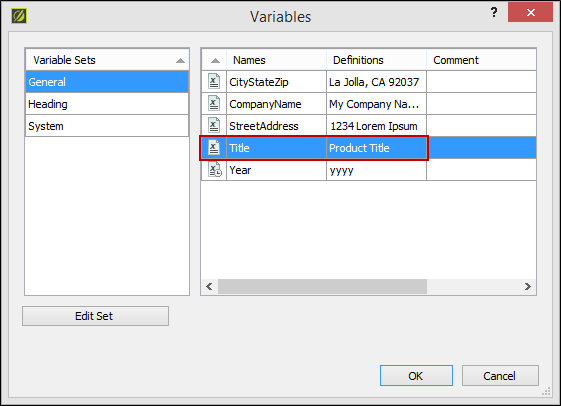 Variables
?
Variable Sets
General
Heading
System
Names Definitions Comment
CityStateZip La Jolla, CA 92037
CompanyName My Company Na...
StreetAddress 1234 Lorem Ipsum
Title Product Title
Year yyyy
Edit Set
OK Cancel